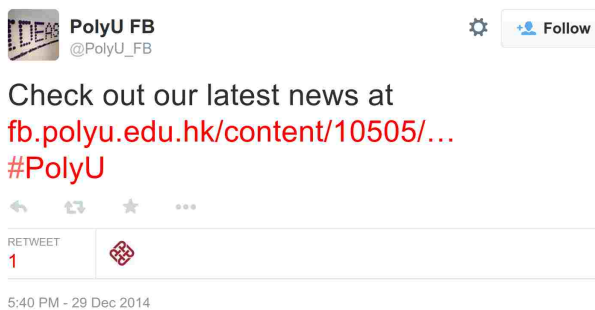 IDEAS
PolyU FB
@PolyU_FB
Follow
Check out our latest news at
fb.polyu.edu.hk/content/10505/…
#PolyU
RETWEET
1
5:40 PM - 29 Dec 2014